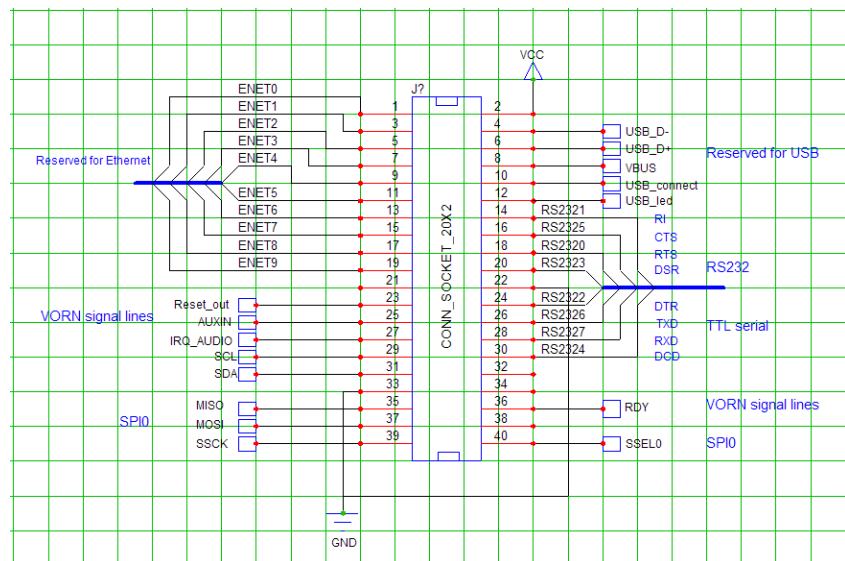 VCC
J?
ENET0
ENET1
ENET2
ENET3
ENET4
ENET5
ENET6
ENET7
ENET8
ENET9
Reserved for Ethernet
1
3
5
7
9
11
13
15
17
19
21
23
25
27
29
31
33
35
37
39
CONN_SOCKET_20X2
2
4
6
8
10
12
14
16
18
20
22
24
26
28
30
32
34
36
38
40
USB_D-
USB_D+
VBUS
USB_connect
USB_led
Reserved for USB
RS2321
RS2325
RS2320
RS2323
RS2322
RS2326
RS2327
RS2324
RI
CTS
RTS
DSR
DTR
TXD
RXD
DCD
RS232
TTL serial
VORN signal lines
Reset_out
AUXIN
IRQ_AUDIO
SCL
SDA
SPI0
MISO
MOSI
SSCK
RDY
VORN signal lines
SSEL0
SPI0
GND